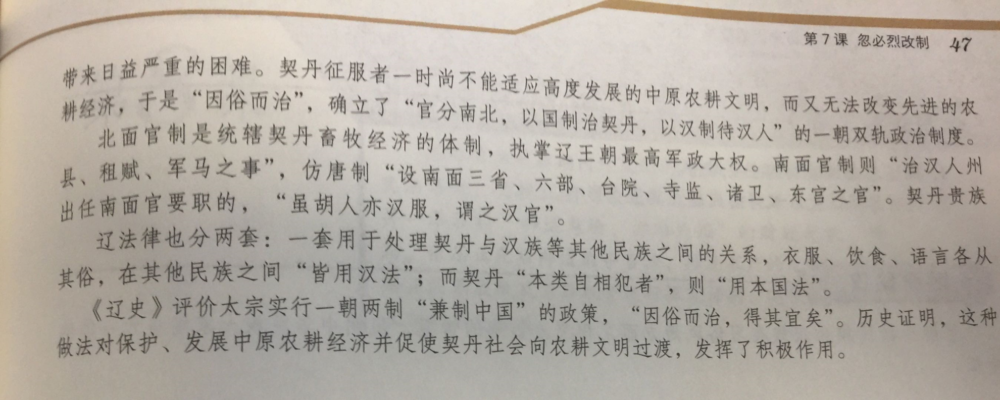 第7课 忽必烈改制 47
带来日益严重的困难。契丹征服者一时尚不能适应高度发展的中原农耕文明，而又无法改变先进的农
耕经济，于是“因俗而治”，确立了“官分南北，以国制治契丹，以汉制待汉人”的一朝双轨政治制度。
北面官制是统辖契丹畜牧经济的体制，执掌辽王朝最高军政大权。南面官制则“治汉人州
县、租赋、军马之事”，仿唐制“设南面三省、六部、台院、寺监、诸卫、东宫之官”。契丹贵族
出任南面官要职的，“虽胡人亦汉服，谓之汉官”。
辽法律也分两套：一套用于处理契丹与汉族等其他民族之间的关系，衣服、饮食、语言各从
其俗，在其他民族之间“皆用汉法”；而契丹“本类自相犯者”，则“用本国法”。
《辽史》评价太宗实行一朝两制“兼制中国”的政策，“因俗而治，得其宜矣”。历史证明，这种
做法对保护、发展中原农耕经济并促使契丹社会向农耕文明过渡，发挥了积极作用。